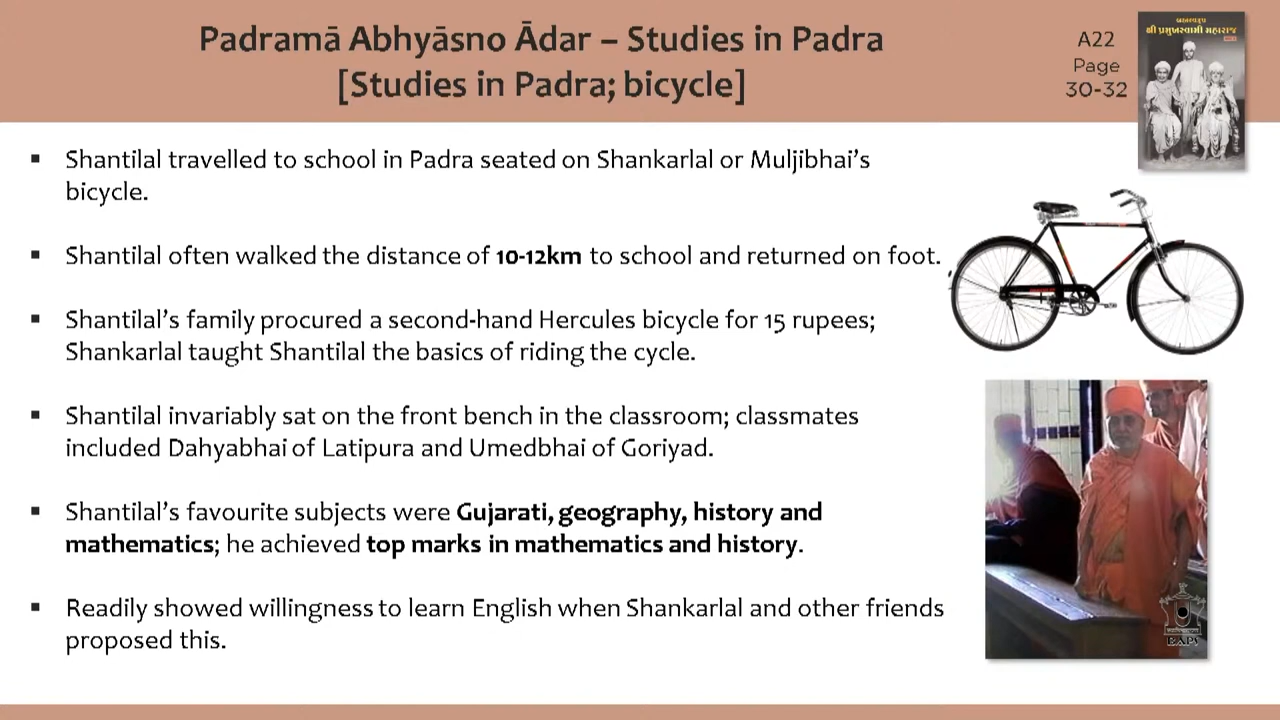 Padramā Abhyāsno Ādar – Studies in Padra
[Studies in Padra; bicycle]
A22
Page
30-32
શ્રી પ્રમુખસ્વામી મહારાજ
▪ Shantilal travelled to school in Padra seated on Shankarlal or Muljibhai's
bicycle.
▪ Shantilal often walked the distance of 10-12km to school and returned on foot.
▪ Shantilal's family procured a second-hand Hercules bicycle for 15 rupees;
Shankarlal taught Shantilal the basics of riding the cycle.
▪ Shantilal invariably sat on the front bench in the classroom; classmates
included Dahyabhai of Latipura and Umedbhai of Goriyad.
▪ Shantilal's favourite subjects were Gujarati, geography, history and
mathematics; he achieved top marks in mathematics and history.
▪ Readily showed willingness to learn English when Shankarlal and other friends
proposed this.
BAPS